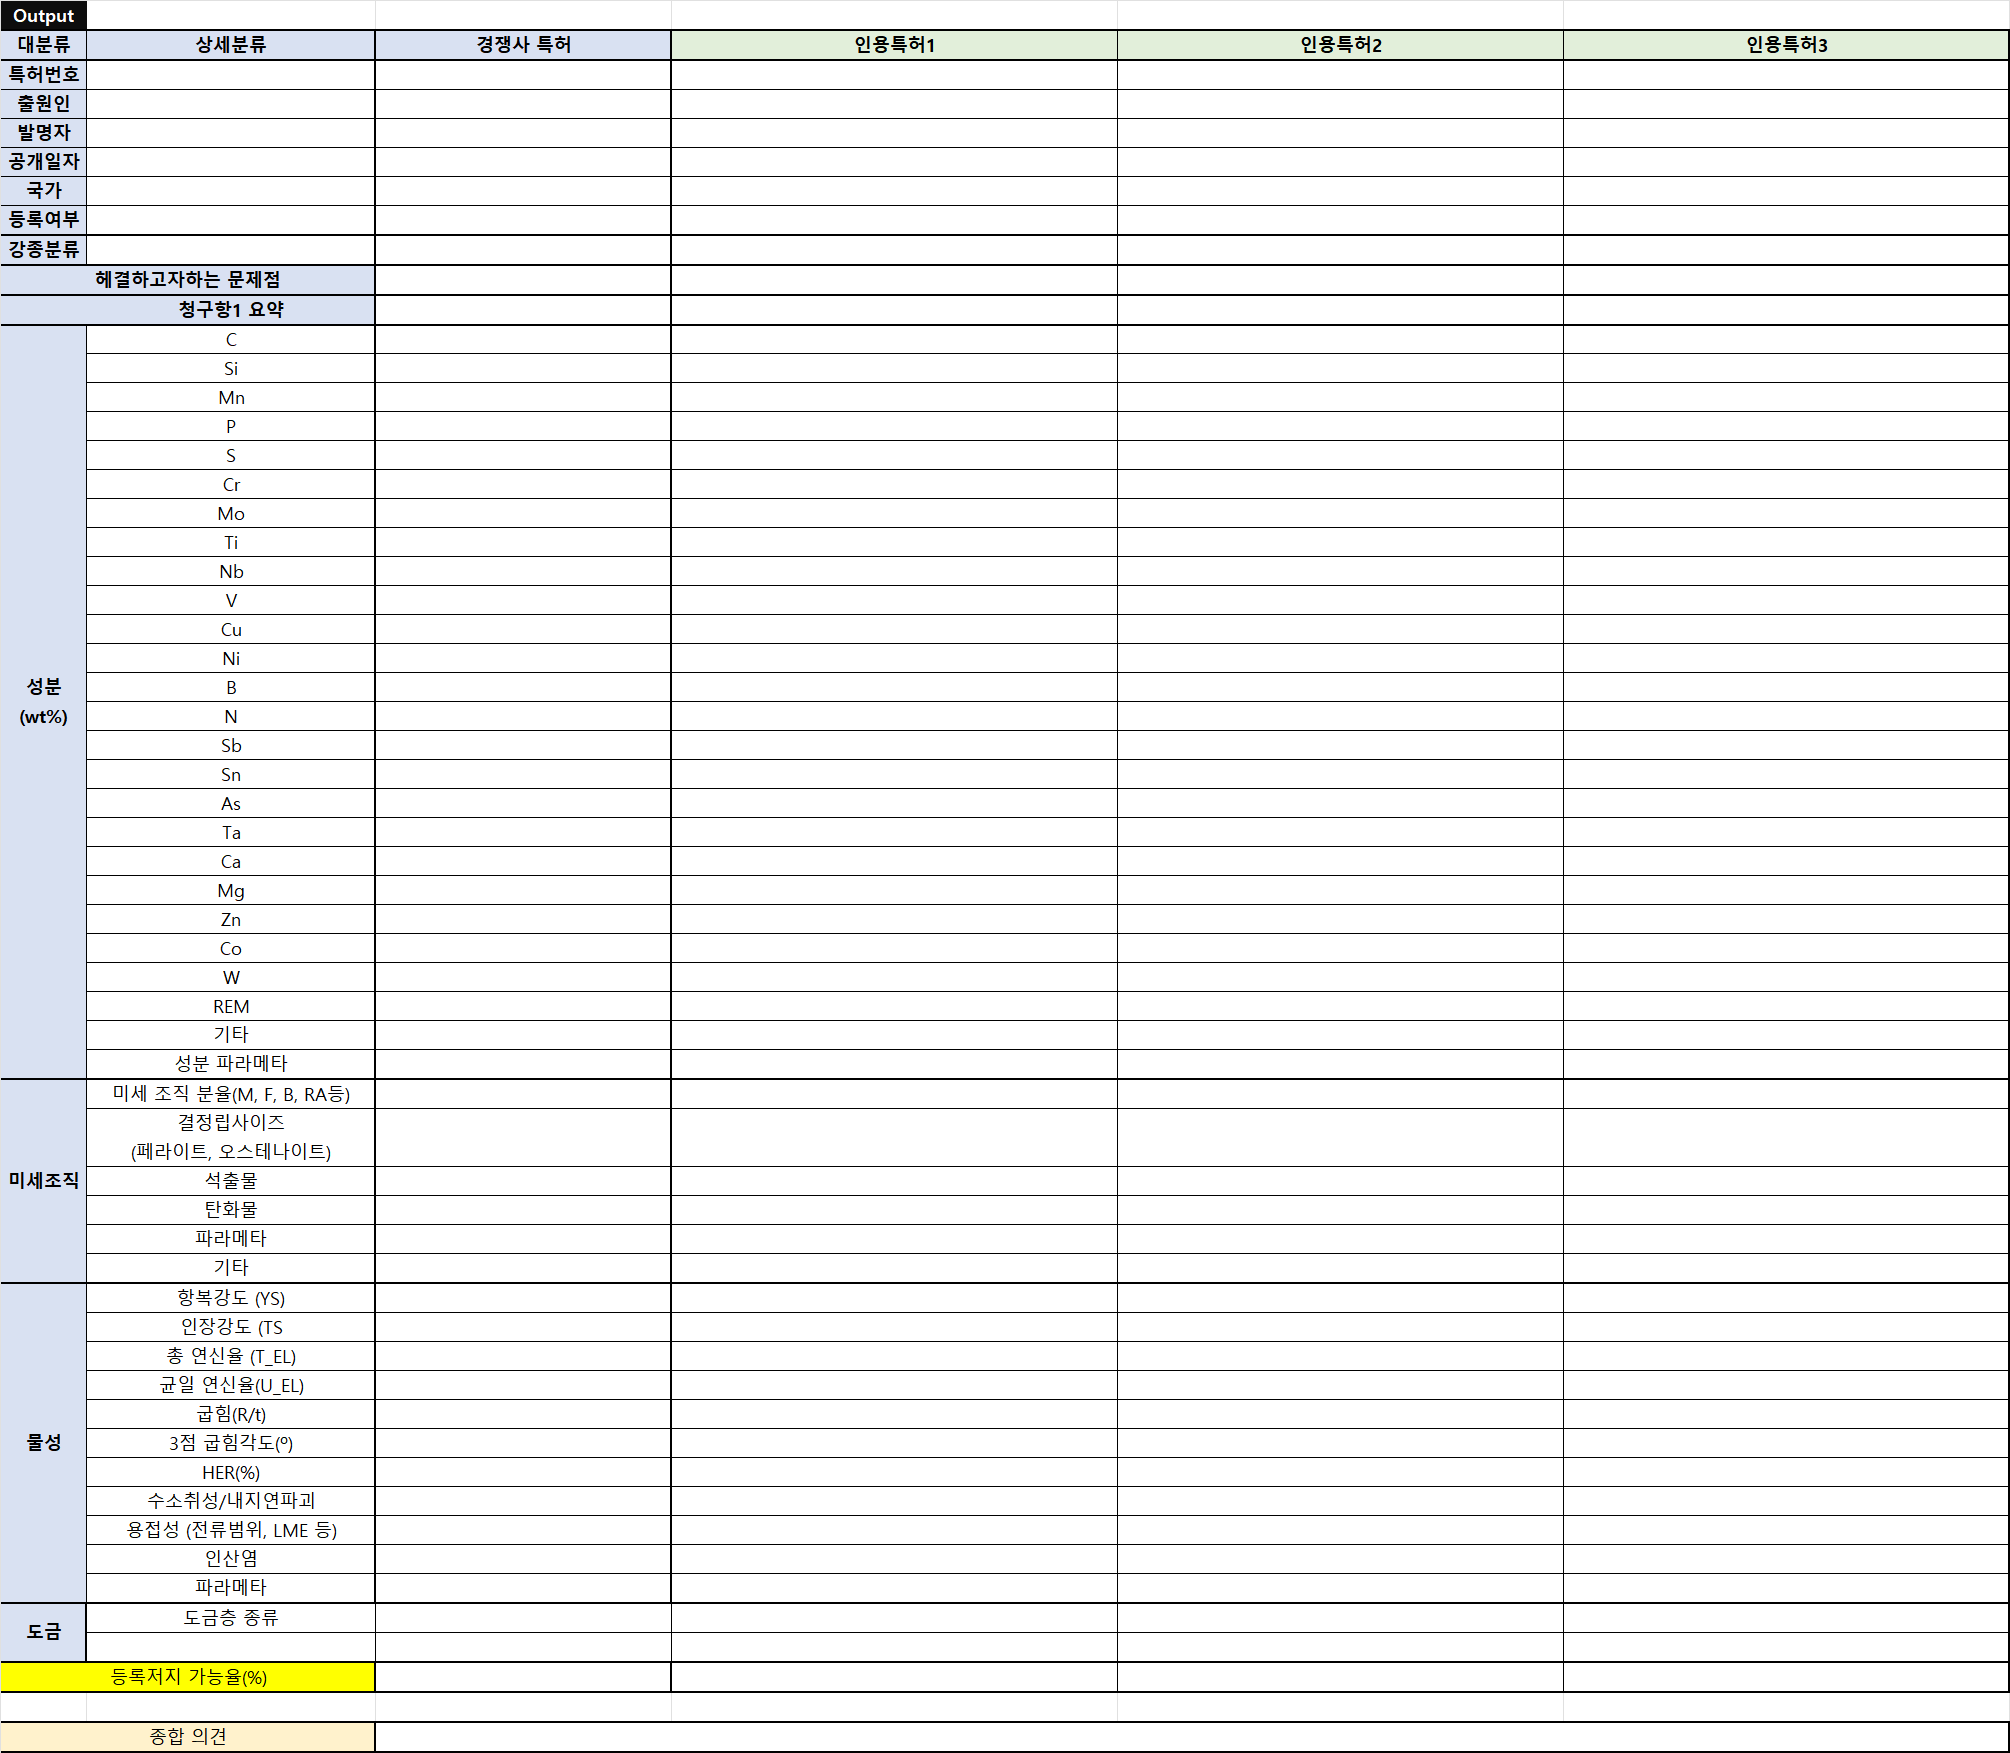 Output
대분류 상세분류 경쟁사 특허 인용특허1 인용특허2 인용특허3
특허번호
출원인
발명자
공개일자
국가
등록여부
강종분류
헤결하고자하는 문제점
청구항1 요약
성분
(wt%)
C
Si
Mn
P
S
Cr
Mo
Ti
Nb
V
Cu
Ni
B
N
Sb
Sn
As
Ta
Ca
Mg
Zn
Co
W
REM
기타
성분 파라메타
미세조직
미세 조직 분율(M, F, B, RA등)
결정립사이즈
(페라이트, 오스테나이트)
석출물
탄화물
파라메타
기타
물성
항복강도 (YS)
인장강도 (TS
총 연신율 (T_EL)
균일 연신율(U_EL)
굽힘(R/t)
3점 굽힘각도(º)
HER(%)
수소취성/내지연파괴
용접성 (전류범위, LME 등)
인산염
파라메타
도금
도금층 종류
등록저지 가능율(%)
종합 의견